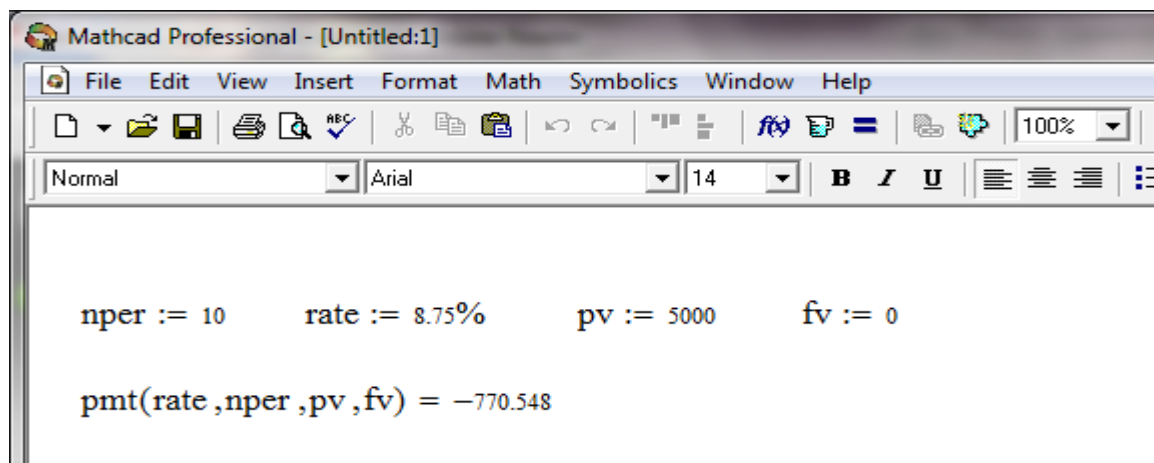 Mathcad Professional - [Untitled:1]
File Edit View Insert Format Math Symbolics Window Help
ABC f(x) 100%
Normal Arial 14 B I U
nper := 10 rate := 8.75% pv := 5000 fv := 0
pmt(rate ,nper ,pv ,fv) = −770.548